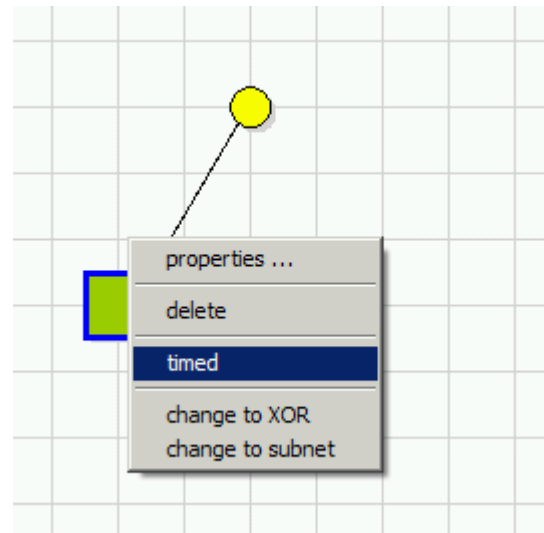 properties ...
delete
timed
change to XOR
change to subnet